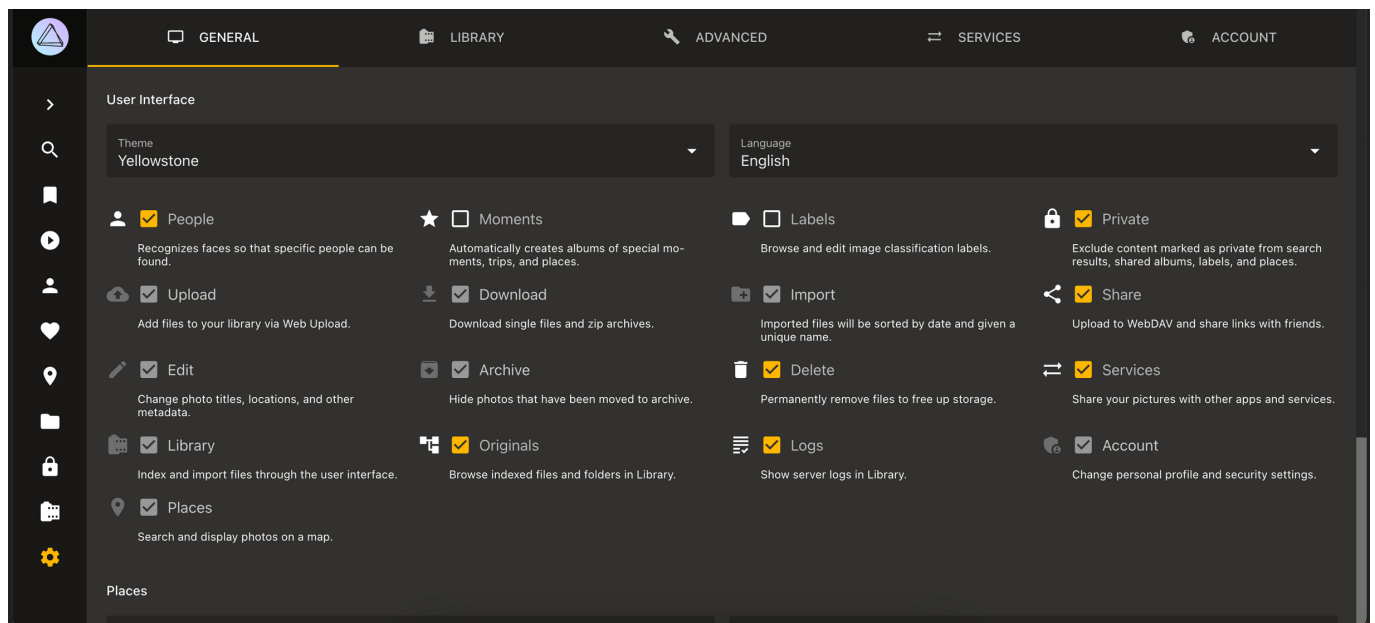 GENERAL
LIBRARY
ADVANCED
SERVICES
ACCOUNT
User Interface
Theme
Yellowstone
Language
English
People
Recognizes faces so that specific people can be
found.
Moments
Automatically creates albums of special mo-
ments, trips, and places.
Labels
Browse and edit image classification labels.
Private
Exclude content marked as private from search
results, shared albums, labels, and places.
Upload
Add files to your library via Web Upload.
Download
Download single files and zip archives.
Import
Imported files will be sorted by date and given a
unique name.
Share
Upload to WebDAV and share links with friends.
Edit
Change photo titles, locations, and other
metadata.
Archive
Hide photos that have been moved to archive.
Delete
Permanently remove files to free up storage.
Services
Share your pictures with other apps and services.
Library
Index and import files through the user interface.
Originals
Browse indexed files and folders in Library.
Logs
Show server logs in Library.
Account
Change personal profile and security settings.
Places
Search and display photos on a map.
Places